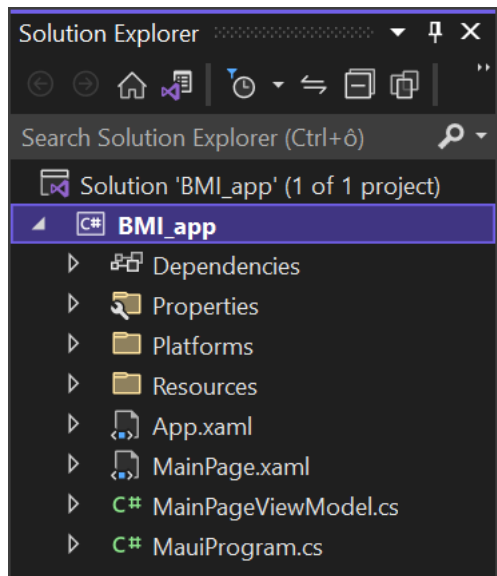 Solution Explorer
Search Solution Explorer (Ctrl+ô)
Solution 'BMI_app' (1 of 1 project)
C# BMI_app
Dependencies
Properties
Platforms
Resources
App.xaml
MainPage.xaml
C# MainPageViewModel.cs
C# MauiProgram.cs